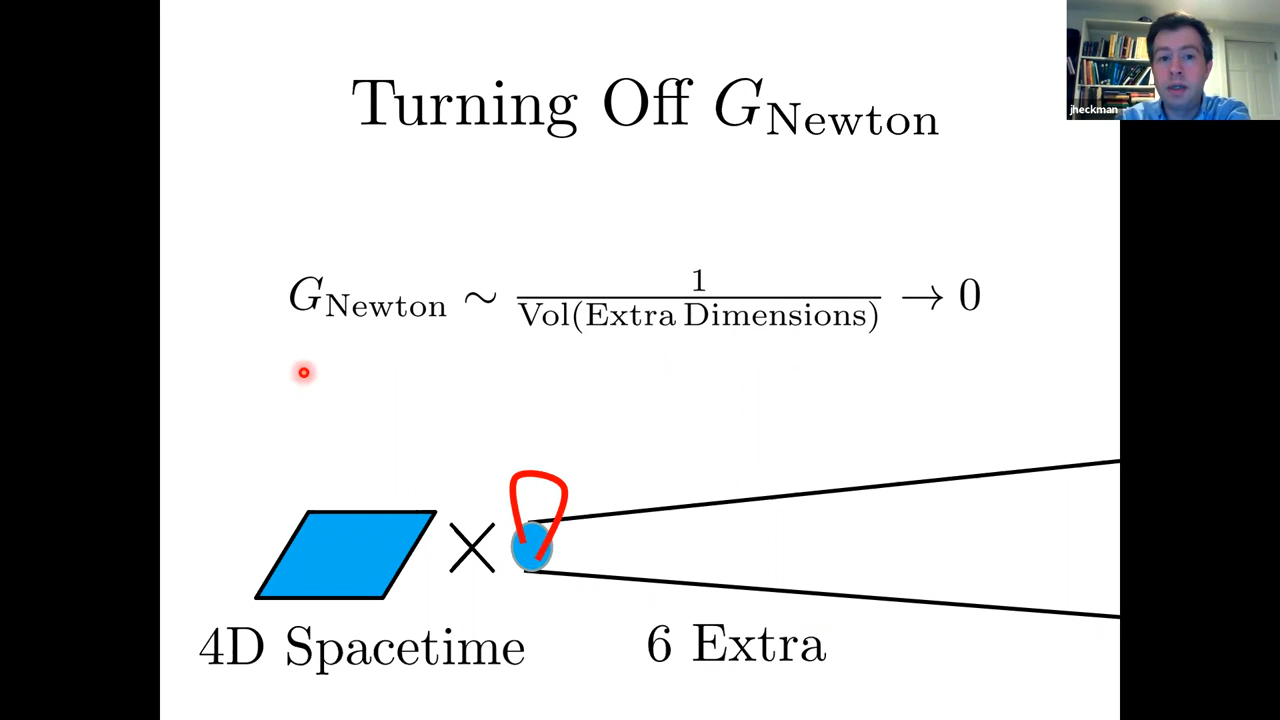 jheckman
Turning Off G_Newton
G_Newton ∼ 1/Vol(Extra Dimensions) → 0
×
4D Spacetime
6 Extra